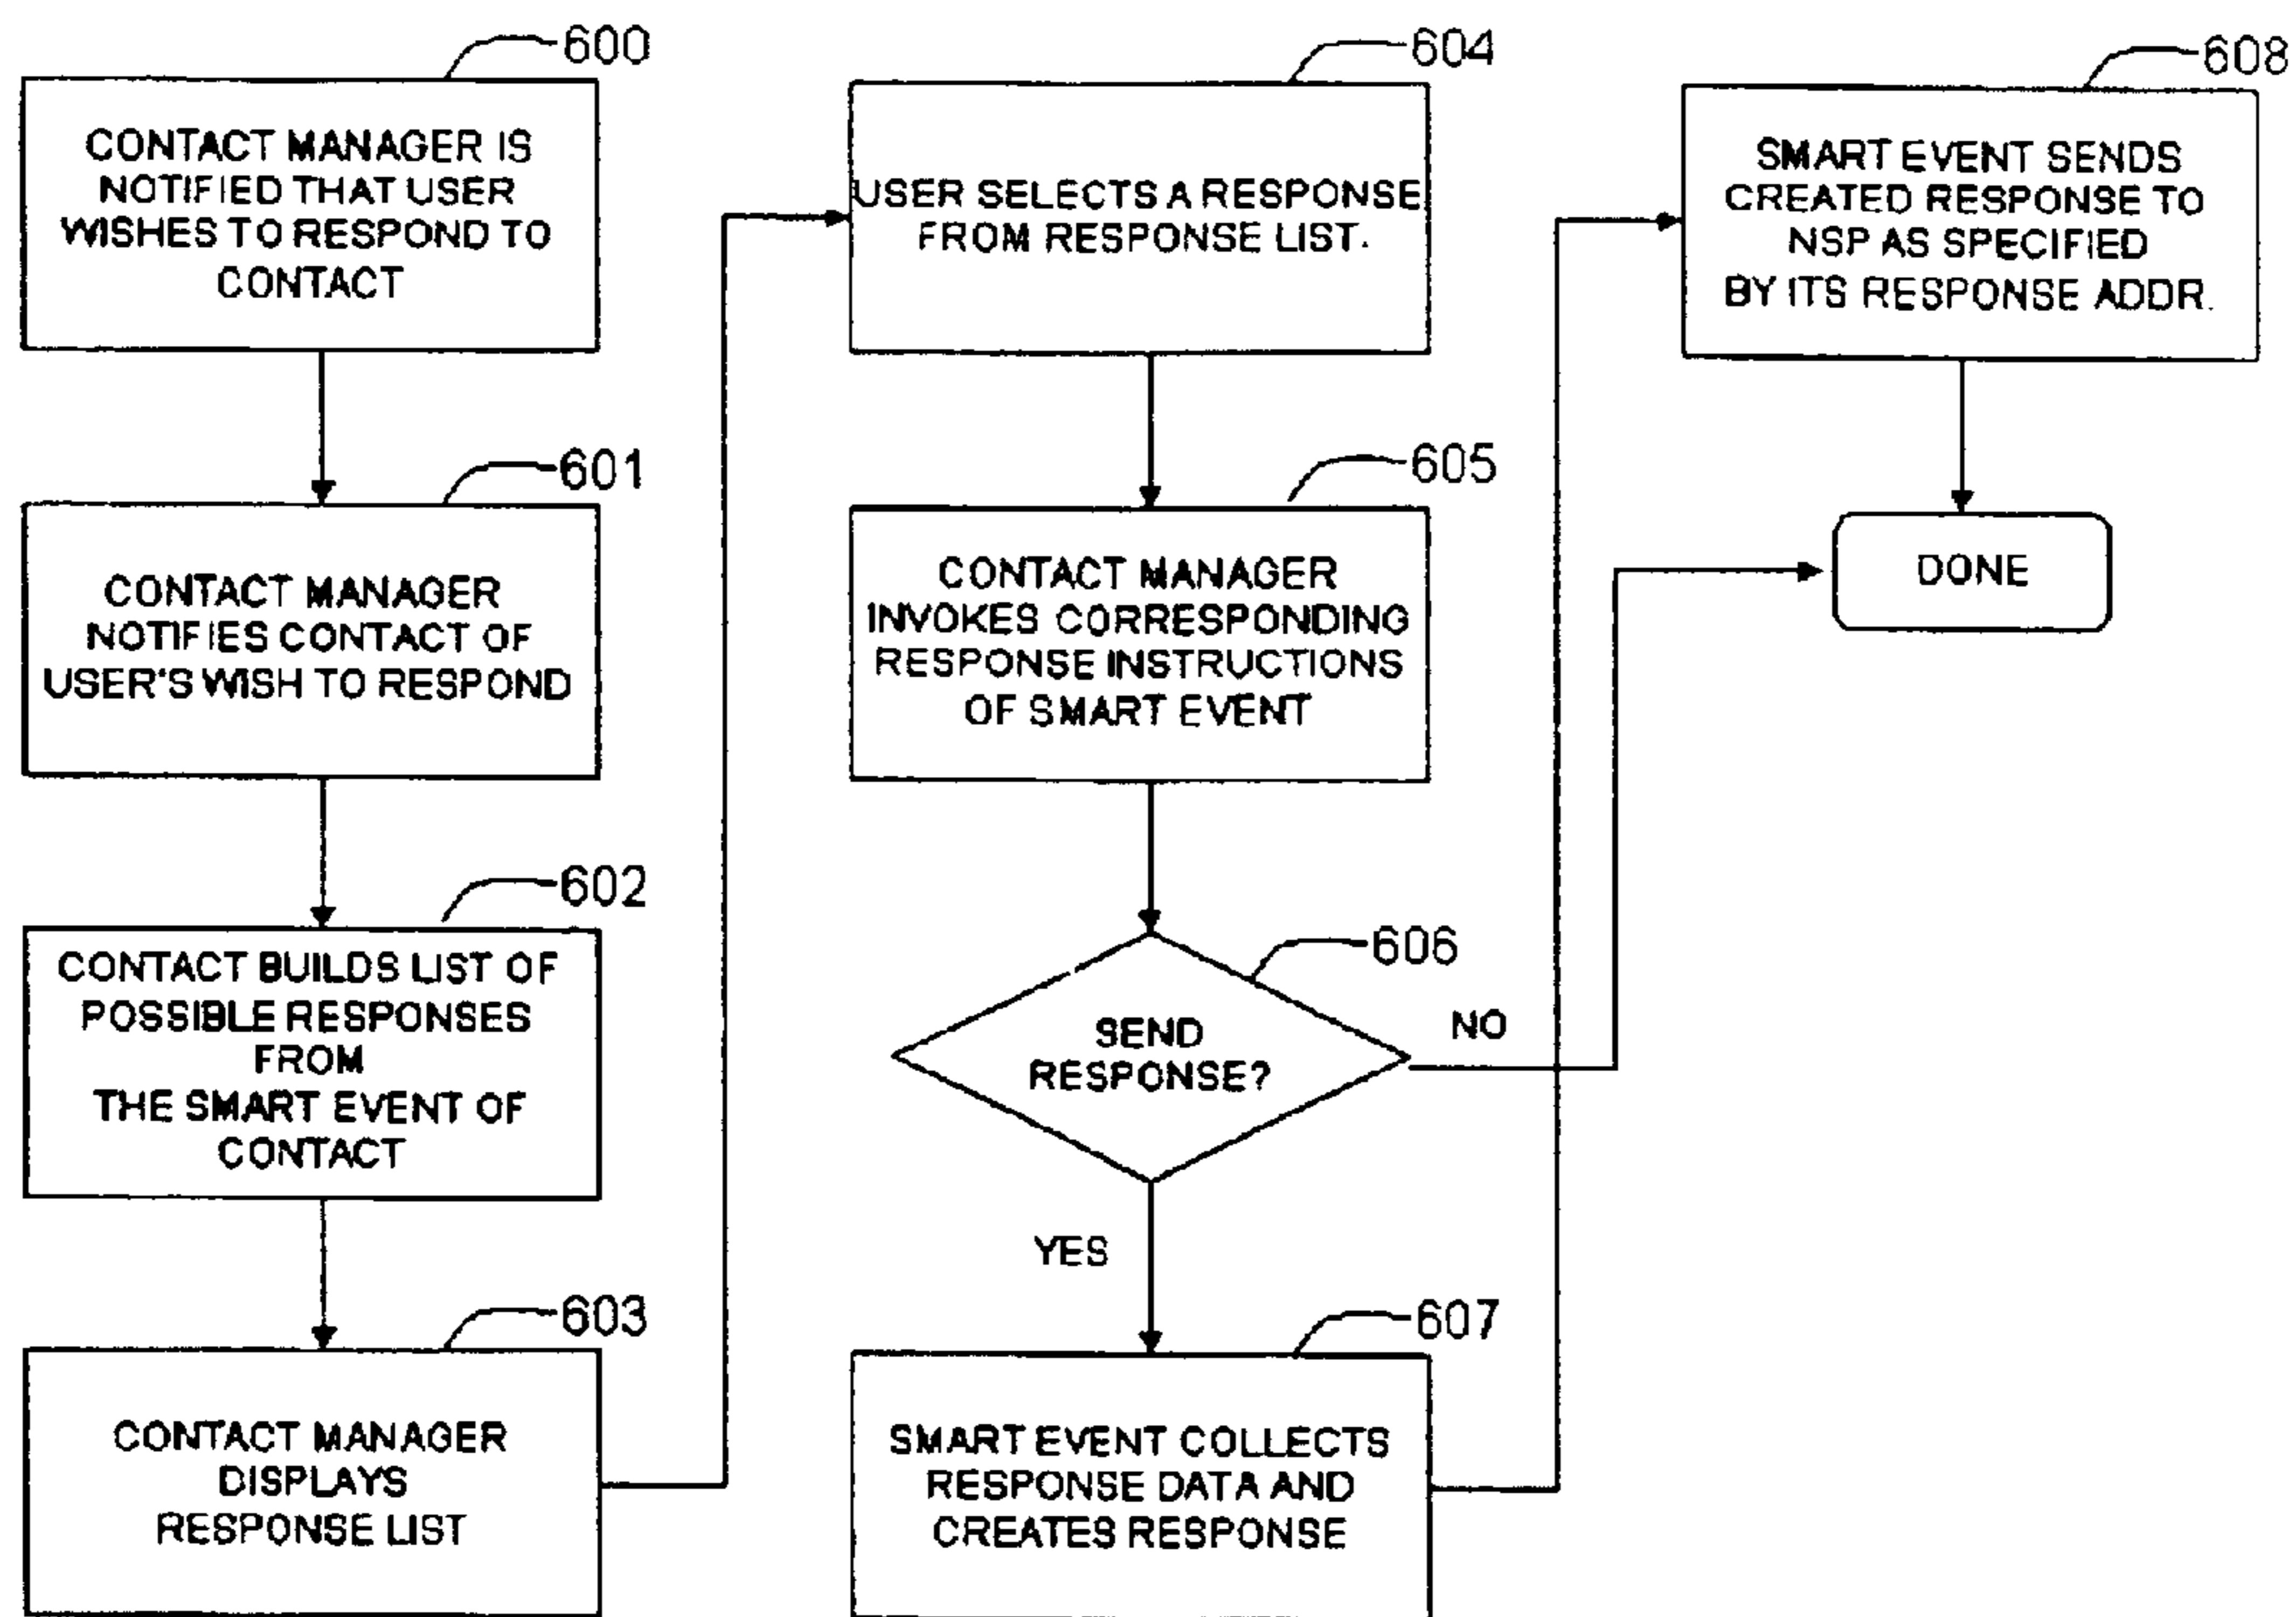 600
CONTACT MANAGER IS
NOTIFIED THAT USER
WISHES TO RESPOND TO
CONTACT
601
CONTACT MANAGER
NOTIFIES CONTACT OF
USER'S WISH TO RESPOND
602
CONTACT BUILDS LIST OF
POSSIBLE RESPONSES
FROM
THE SMART EVENT OF
CONTACT
603
CONTACT MANAGER
DISPLAYS
RESPONSE LIST
604
USER SELECTS A RESPONSE
FROM RESPONSE LIST.
605
CONTACT MANAGER
INVOKES CORRESPONDING
RESPONSE INSTRUCTIONS
OF SMART EVENT
606
SEND
RESPONSE?
NO
YES
607
SMART EVENT COLLECTS
RESPONSE DATA AND
CREATES RESPONSE
608
SMART EVENT SENDS
CREATED RESPONSE TO
NSP AS SPECIFIED
BY ITS RESPONSE ADDR.
DONE